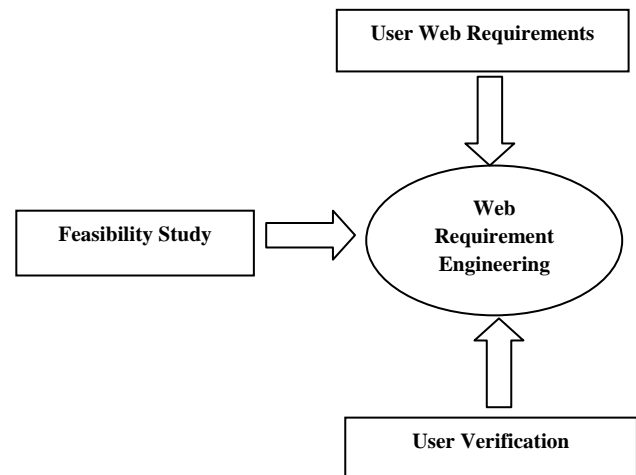 User Web Requirements
Feasibility Study
Web
Requirement
Engineering
User Verification